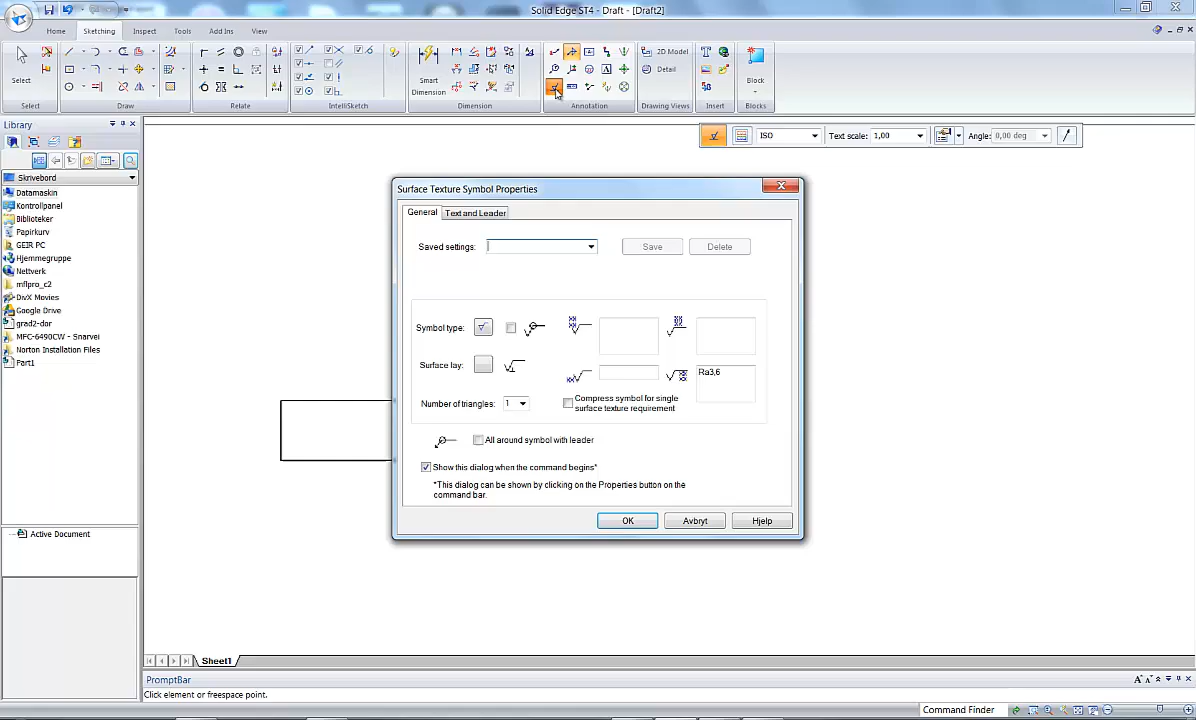 Solid Edge ST4 - Draft - [Draft2]
Home Sketching Inspect Tools Add Ins View
Select
Smart
Dimension
2D Model
Detail
Block
Select Draw Relate IntelliSketch Dimension Annotation Drawing Views Insert Blocks
Library
ISO
Text scale: 1,00
Angle: 0,00 deg
Skrivebord
Datamaskin
Kontrollpanel
Biblioteker
Papirkurv
GEIR PC
Hjemmegruppe
Nettverk
mflpro_c2
DivX Movies
Google Drive
grad2-dor
MFC-6490CW - Snarvei
Norton Installation Files
Part1
Active Document
Surface Texture Symbol Properties
General Text and Leader
Saved settings:
Save Delete
Symbol type:
Surface lay:
Ra3,6
Number of triangles: 1
Compress symbol for single
surface texture requirement
All around symbol with leader
Show this dialog when the command begins*
*This dialog can be shown by clicking on the Properties button on the
command bar.
OK Avbryt Hjelp
Sheet1
PromptBar
Click element or freespace point.
Command Finder